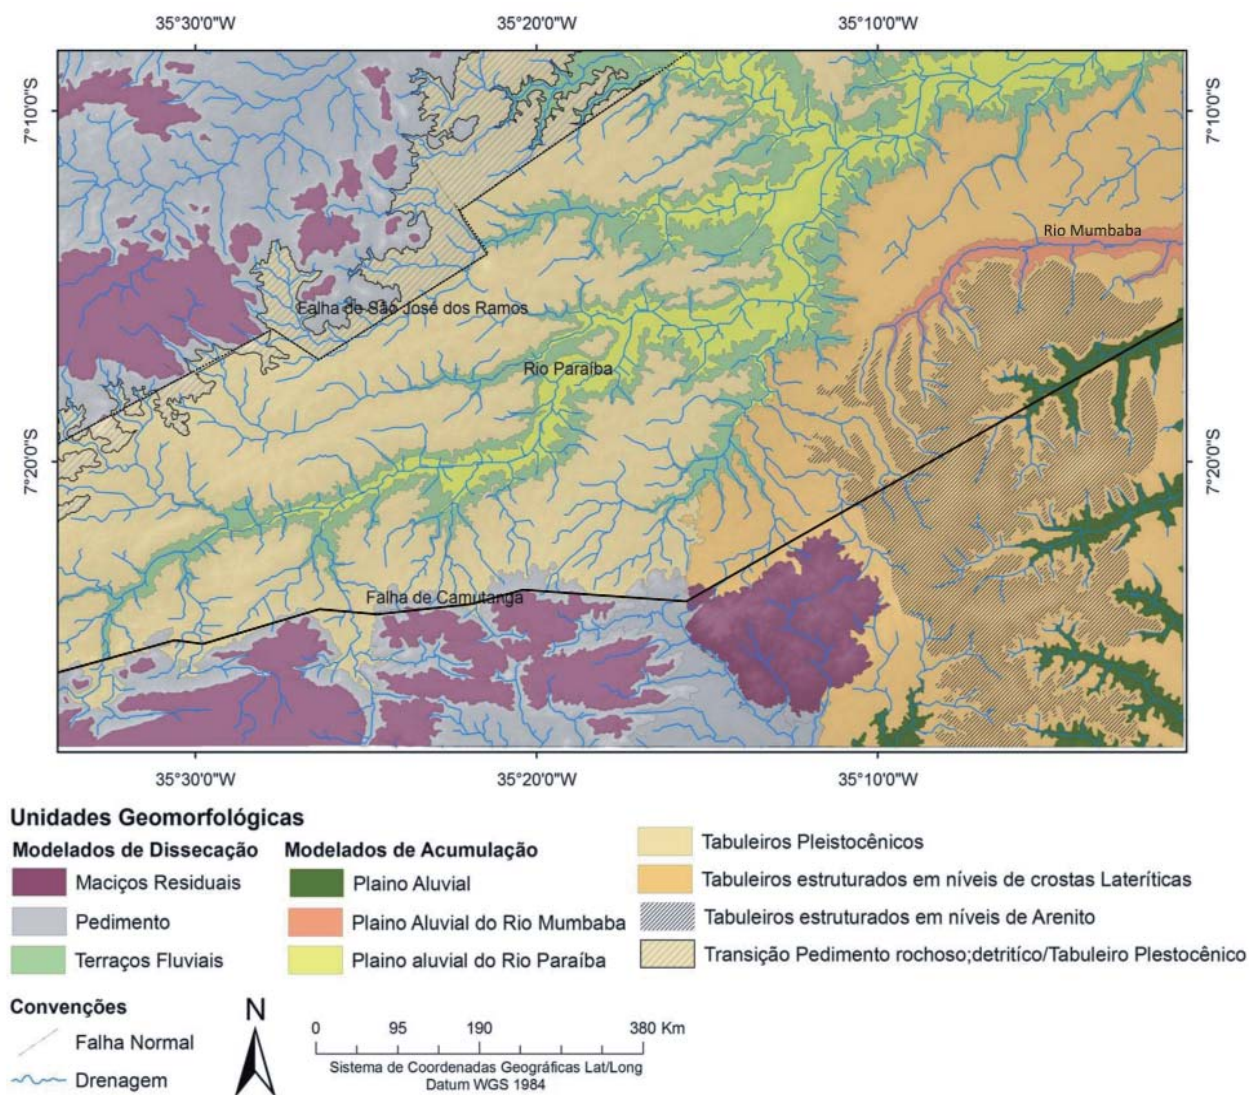 35°30'0"W 35°20'0"W 35°10'0"W
7°10'0"S 7°10'0"S
Rio Mumbaba
Falha de São José dos Ramos
Rio Paraíba
7°20'0"S 7°20'0"S
Falha de Camutanga
35°30'0"W 35°20'0"W 35°10'0"W
Unidades Geomorfológicas
Modelados de Dissecação
Maciços Residuais
Pedimento
Terraços Fluviais
Modelados de Acumulação
Plaino Aluvial
Plaino Aluvial do Rio Mumbaba
Plaino aluvial do Rio Paraíba
Tabuleiros Pleistocênicos
Tabuleiros estruturados em níveis de crostas Lateríticas
Tabuleiros estruturados em níveis de Arenito
Transição Pedimento rochoso;detritíco/Tabuleiro Plestocênico
Convenções
Falha Normal
Drenagem
N
0 95 190 380 Km
Sistema de Coordenadas Geográficas Lat/Long
Datum WGS 1984